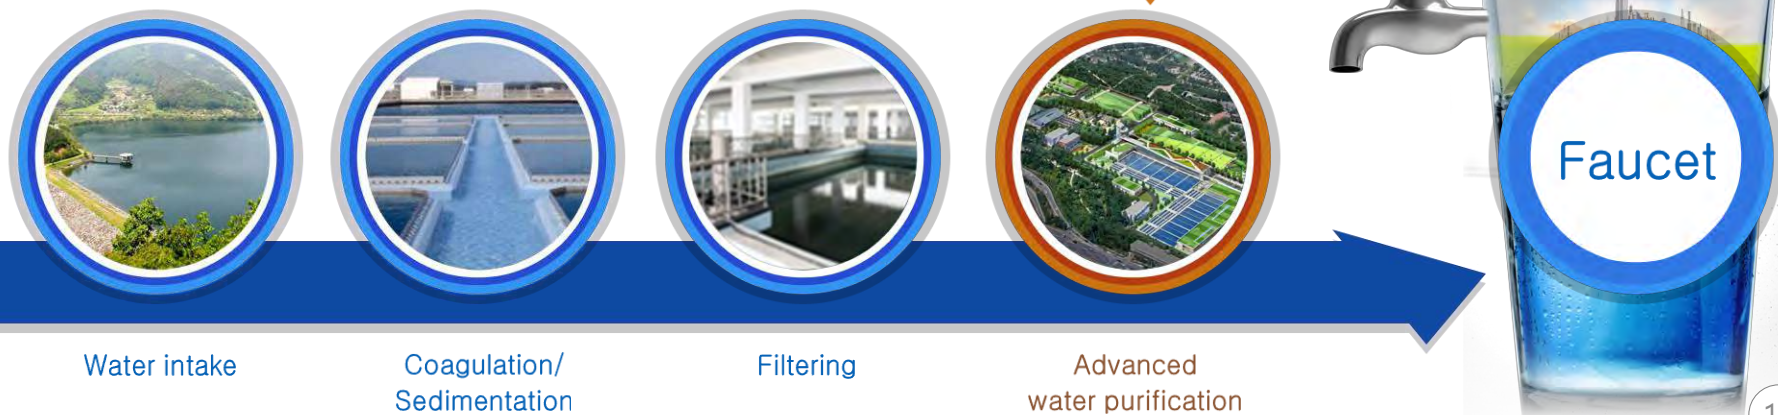 Faucet
Water intake
Coagulation/
Sedimentation
Filtering
Advanced
water purification